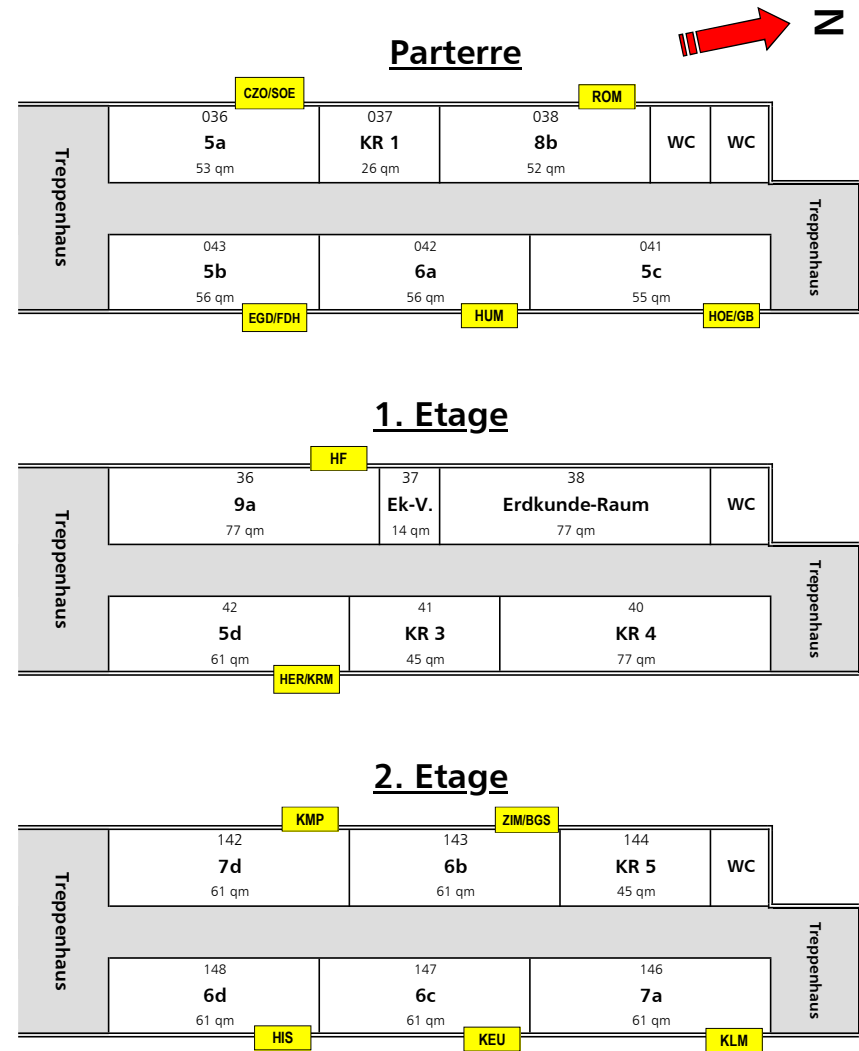 N
Parterre
CZO/SOE
ROM
036
5a
53 qm
037
KR 1
26 qm
038
8b
52 qm
WC
WC
Treppenhaus
Treppenhaus
043
5b
56 qm
042
6a
56 qm
041
5c
55 qm
EGD/FDH
HUM
HOE/GB
1. Etage
HF
36
9a
77 qm
37
Ek-V.
14 qm
38
Erdkunde-Raum
77 qm
WC
Treppenhaus
Treppenhaus
42
5d
61 qm
41
KR 3
45 qm
40
KR 4
77 qm
HER/KRM
2. Etage
KMP
ZIM/BGS
142
7d
61 qm
143
6b
61 qm
144
KR 5
45 qm
WC
Treppenhaus
Treppenhaus
148
6d
61 qm
147
6c
61 qm
146
7a
61 qm
HIS
KEU
KLM